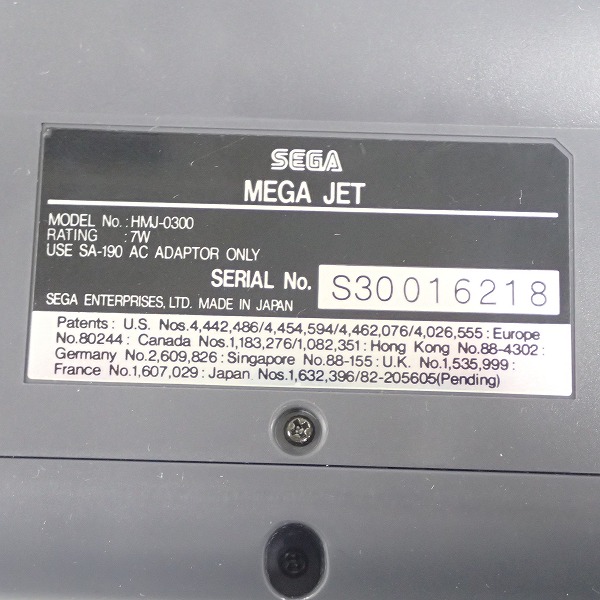 SEGA
MEGA JET
MODEL No.: HMJ-0300
RATING : 7W
USE SA-190 AC ADAPTOR ONLY
SERIAL No. S30016218
SEGA ENTERPRISES, LTD. MADE IN JAPAN
Patents: U.S. Nos.4,442,486/4,454,594/4,462,076/4,026,555: Europe
No.80244: Canada Nos.1,183,276/1,082,351: Hong Kong No.88-4302:
Germany No.2,609,826: Singapore No.88-155: U.K. No.1,535,999:
France No.1,607,029: Japan Nos.1,632,396/82-205605(Pending)